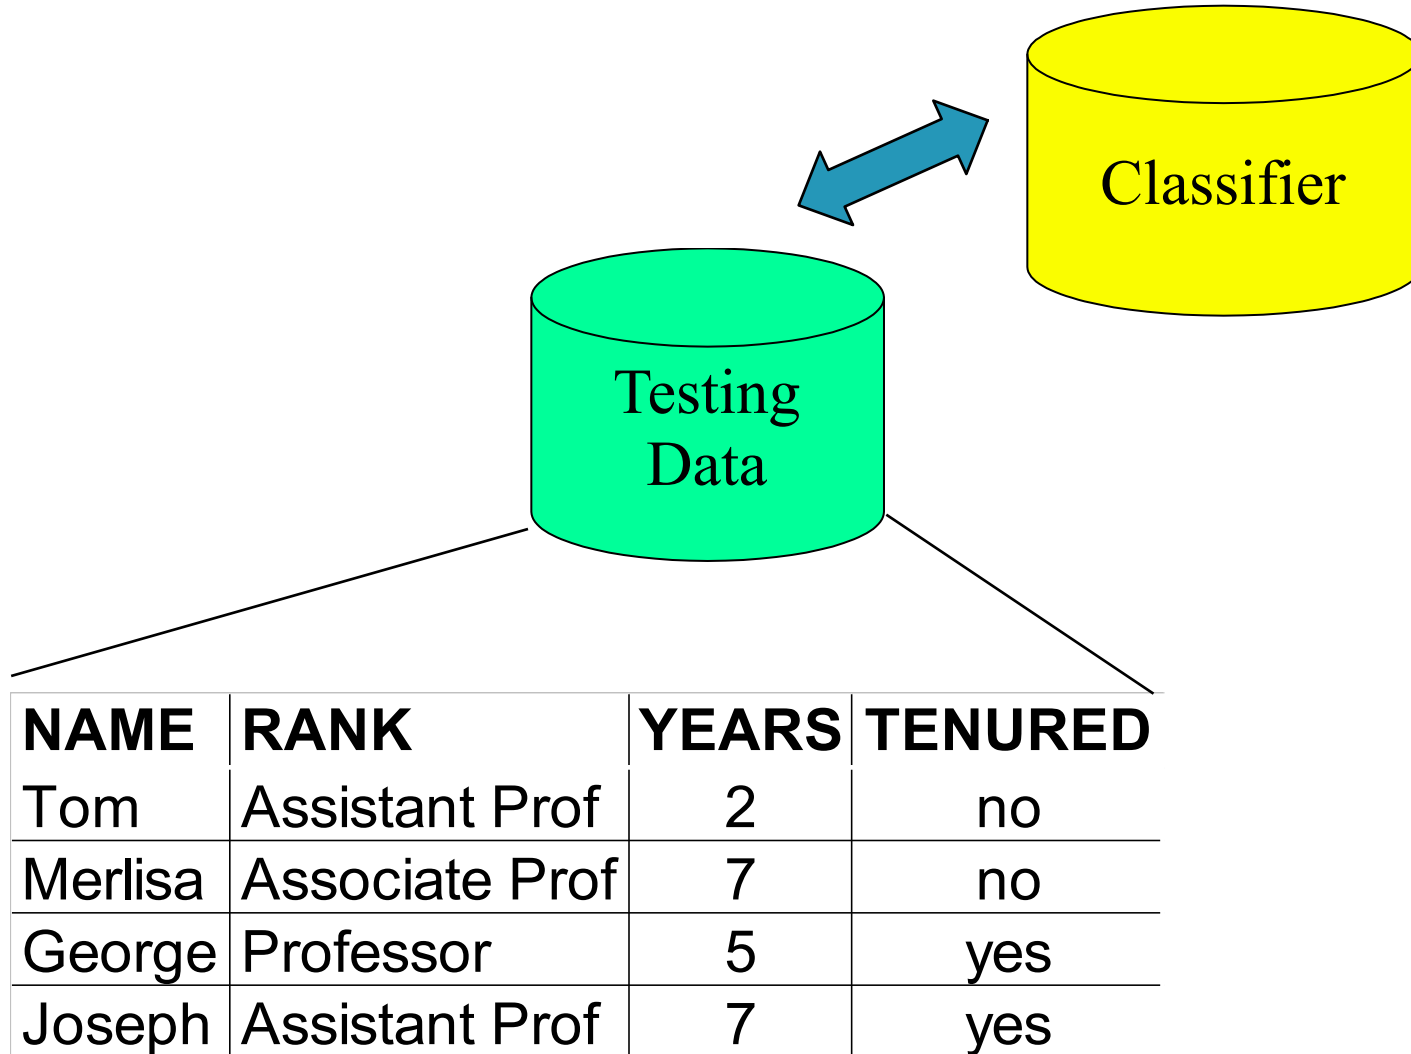 Classifier
Testing
Data
NAME RANK YEARS TENURED
Tom Assistant Prof 2 no
Merlisa Associate Prof 7 no
George Professor 5 yes
Joseph Assistant Prof 7 yes